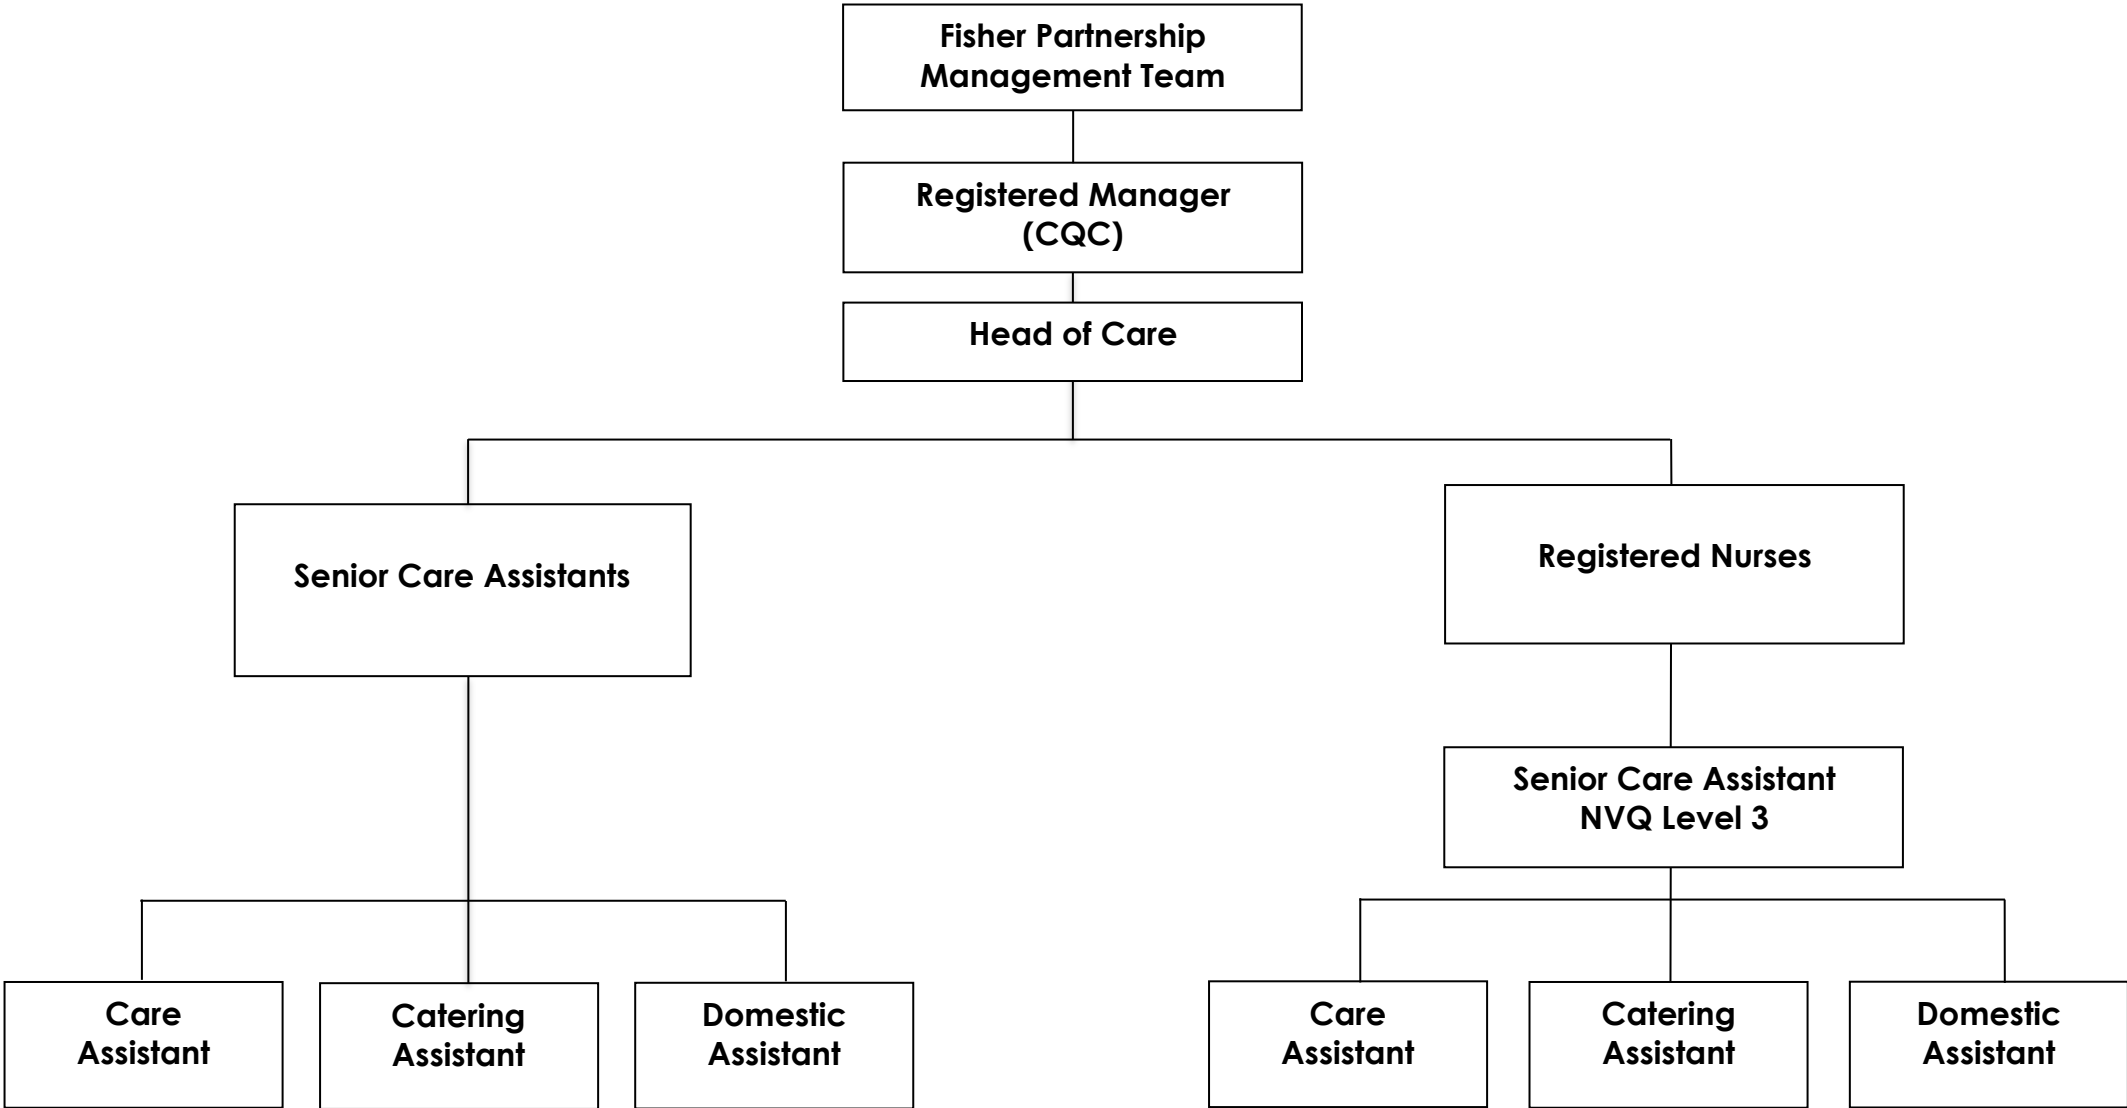 Fisher Partnership
Management Team
Registered Manager
(CQC)
Head of Care
Senior Care Assistants
Registered Nurses
Senior Care Assistant
NVQ Level 3
Care
Assistant
Catering
Assistant
Domestic
Assistant
Care
Assistant
Catering
Assistant
Domestic
Assistant